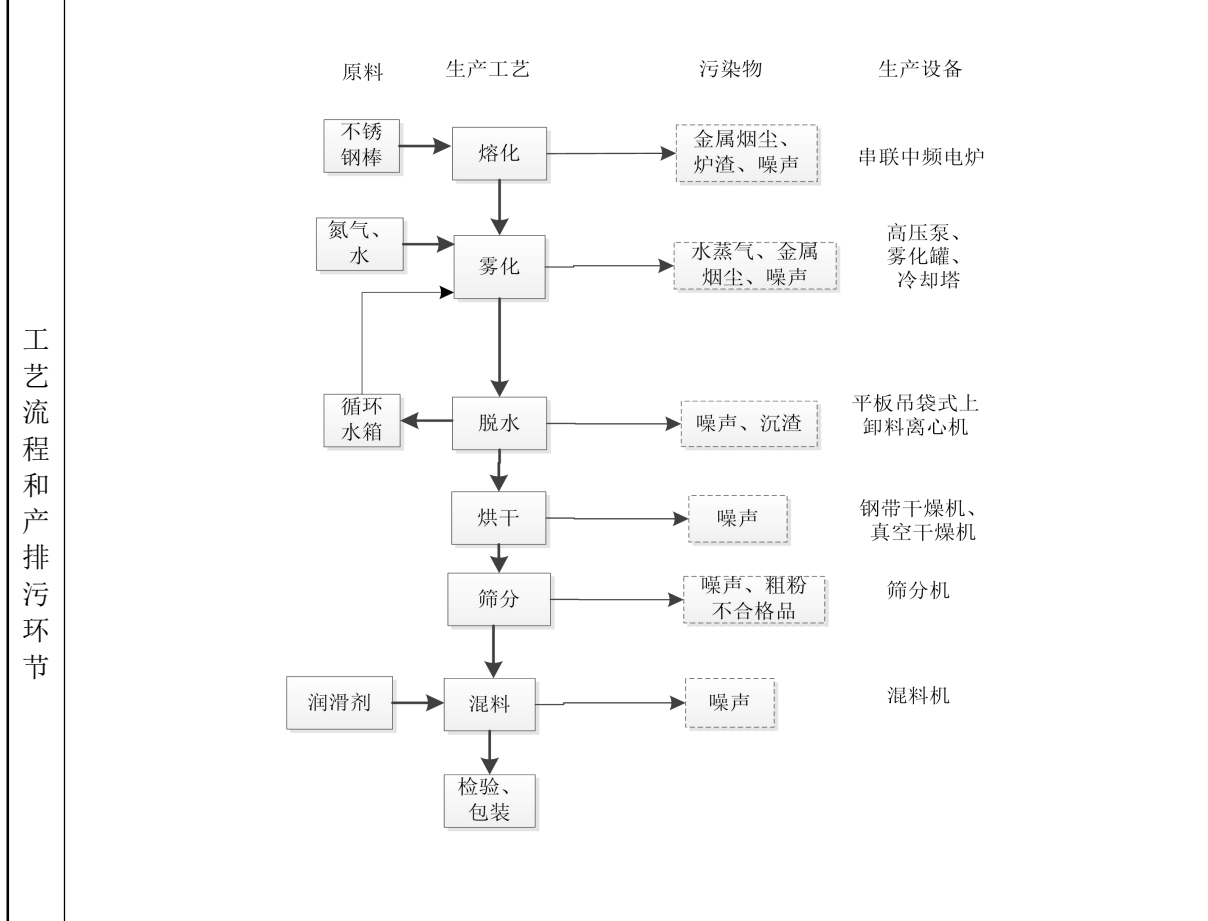 原料 生产工艺 污染物 生产设备
不锈
钢棒
熔化
金属烟尘、
炉渣、噪声
串联中频电炉
氮气、
水
雾化
水蒸气、金属
烟尘、噪声
高压泵、
雾化罐、
冷却塔
循环
水箱
脱水
噪声、沉渣
平板吊袋式上
卸料离心机
烘干
噪声
钢带干燥机、
真空干燥机
筛分
噪声、粗粉
不合格品
筛分机
润滑剂
混料
噪声
混料机
检验、
包装
工
艺
流
程
和
产
排
污
环
节